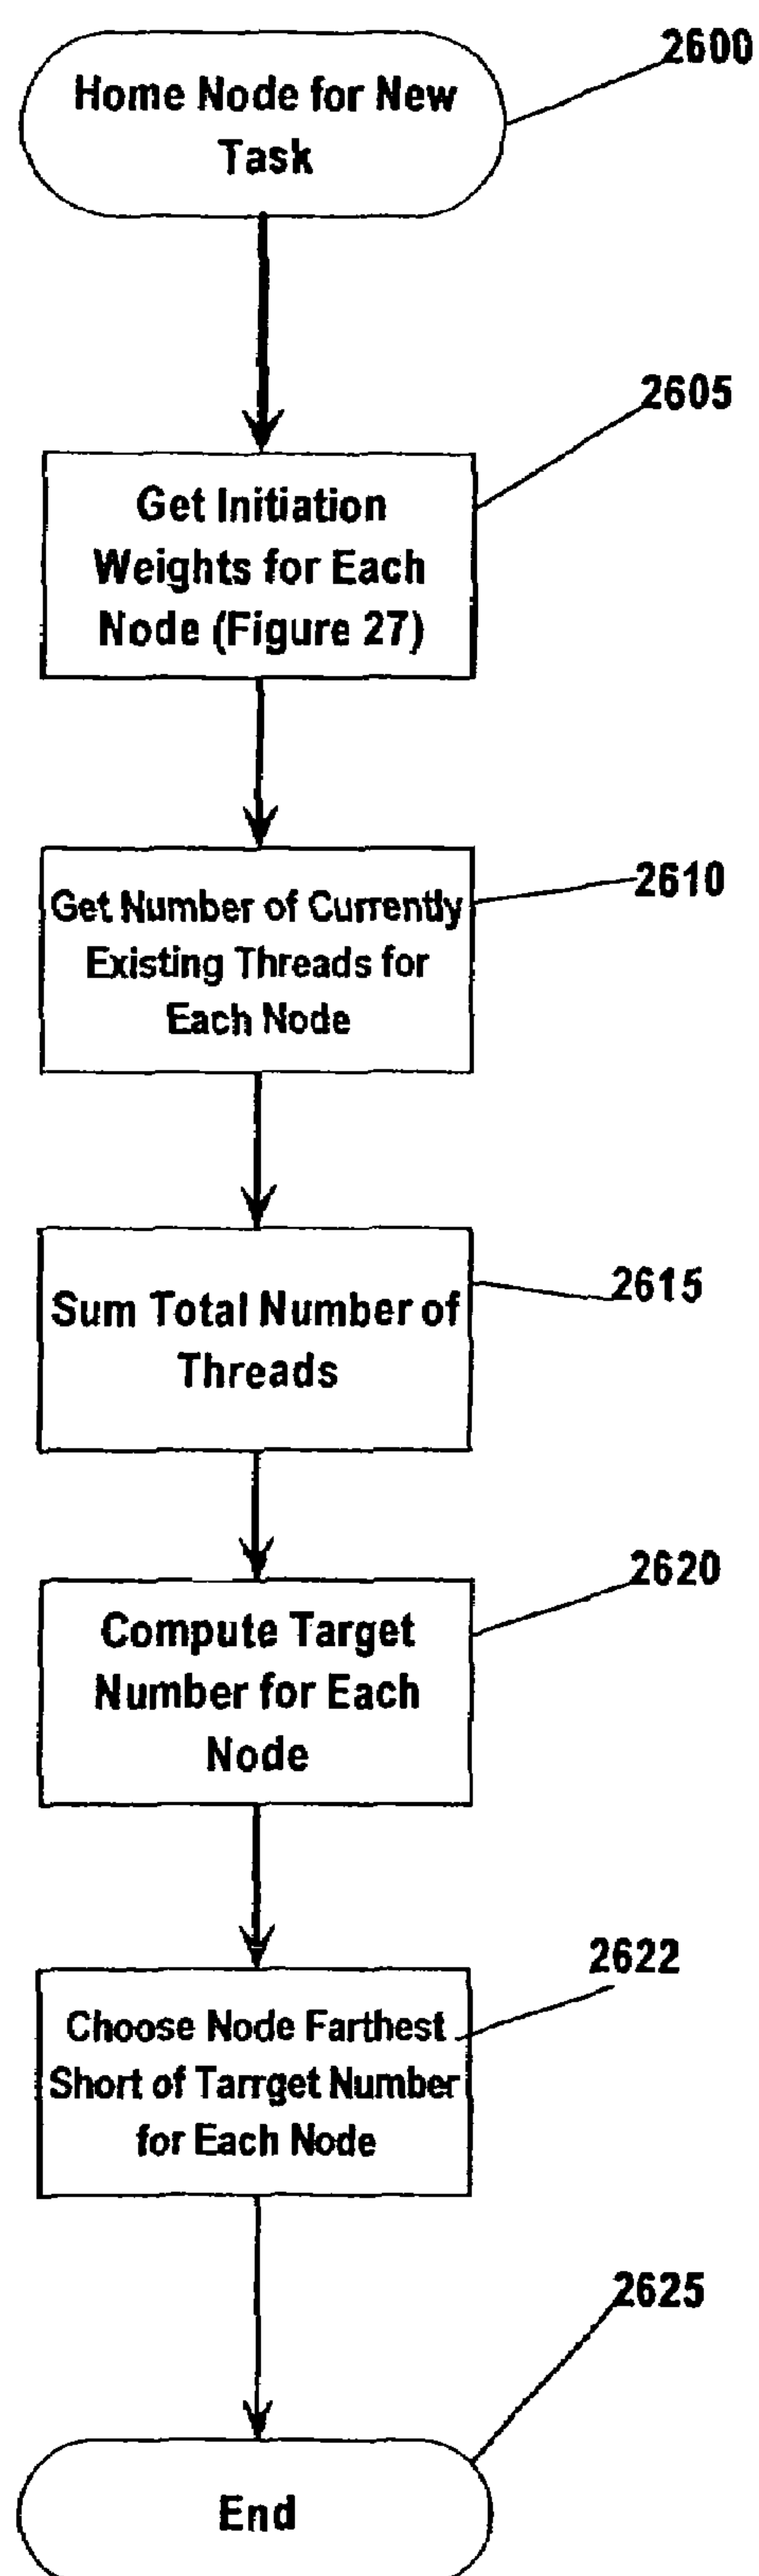 2600
Home Node for New
Task
2605
Get Initiation
Weights for Each
Node (Figure 27)
2610
Get Number of Currently
Existing Threads for
Each Node
2615
Sum Total Number of
Threads
2620
Compute Target
Number for Each
Node
2622
Choose Node Farthest
Short of Tarrget Number
for Each Node
2625
End